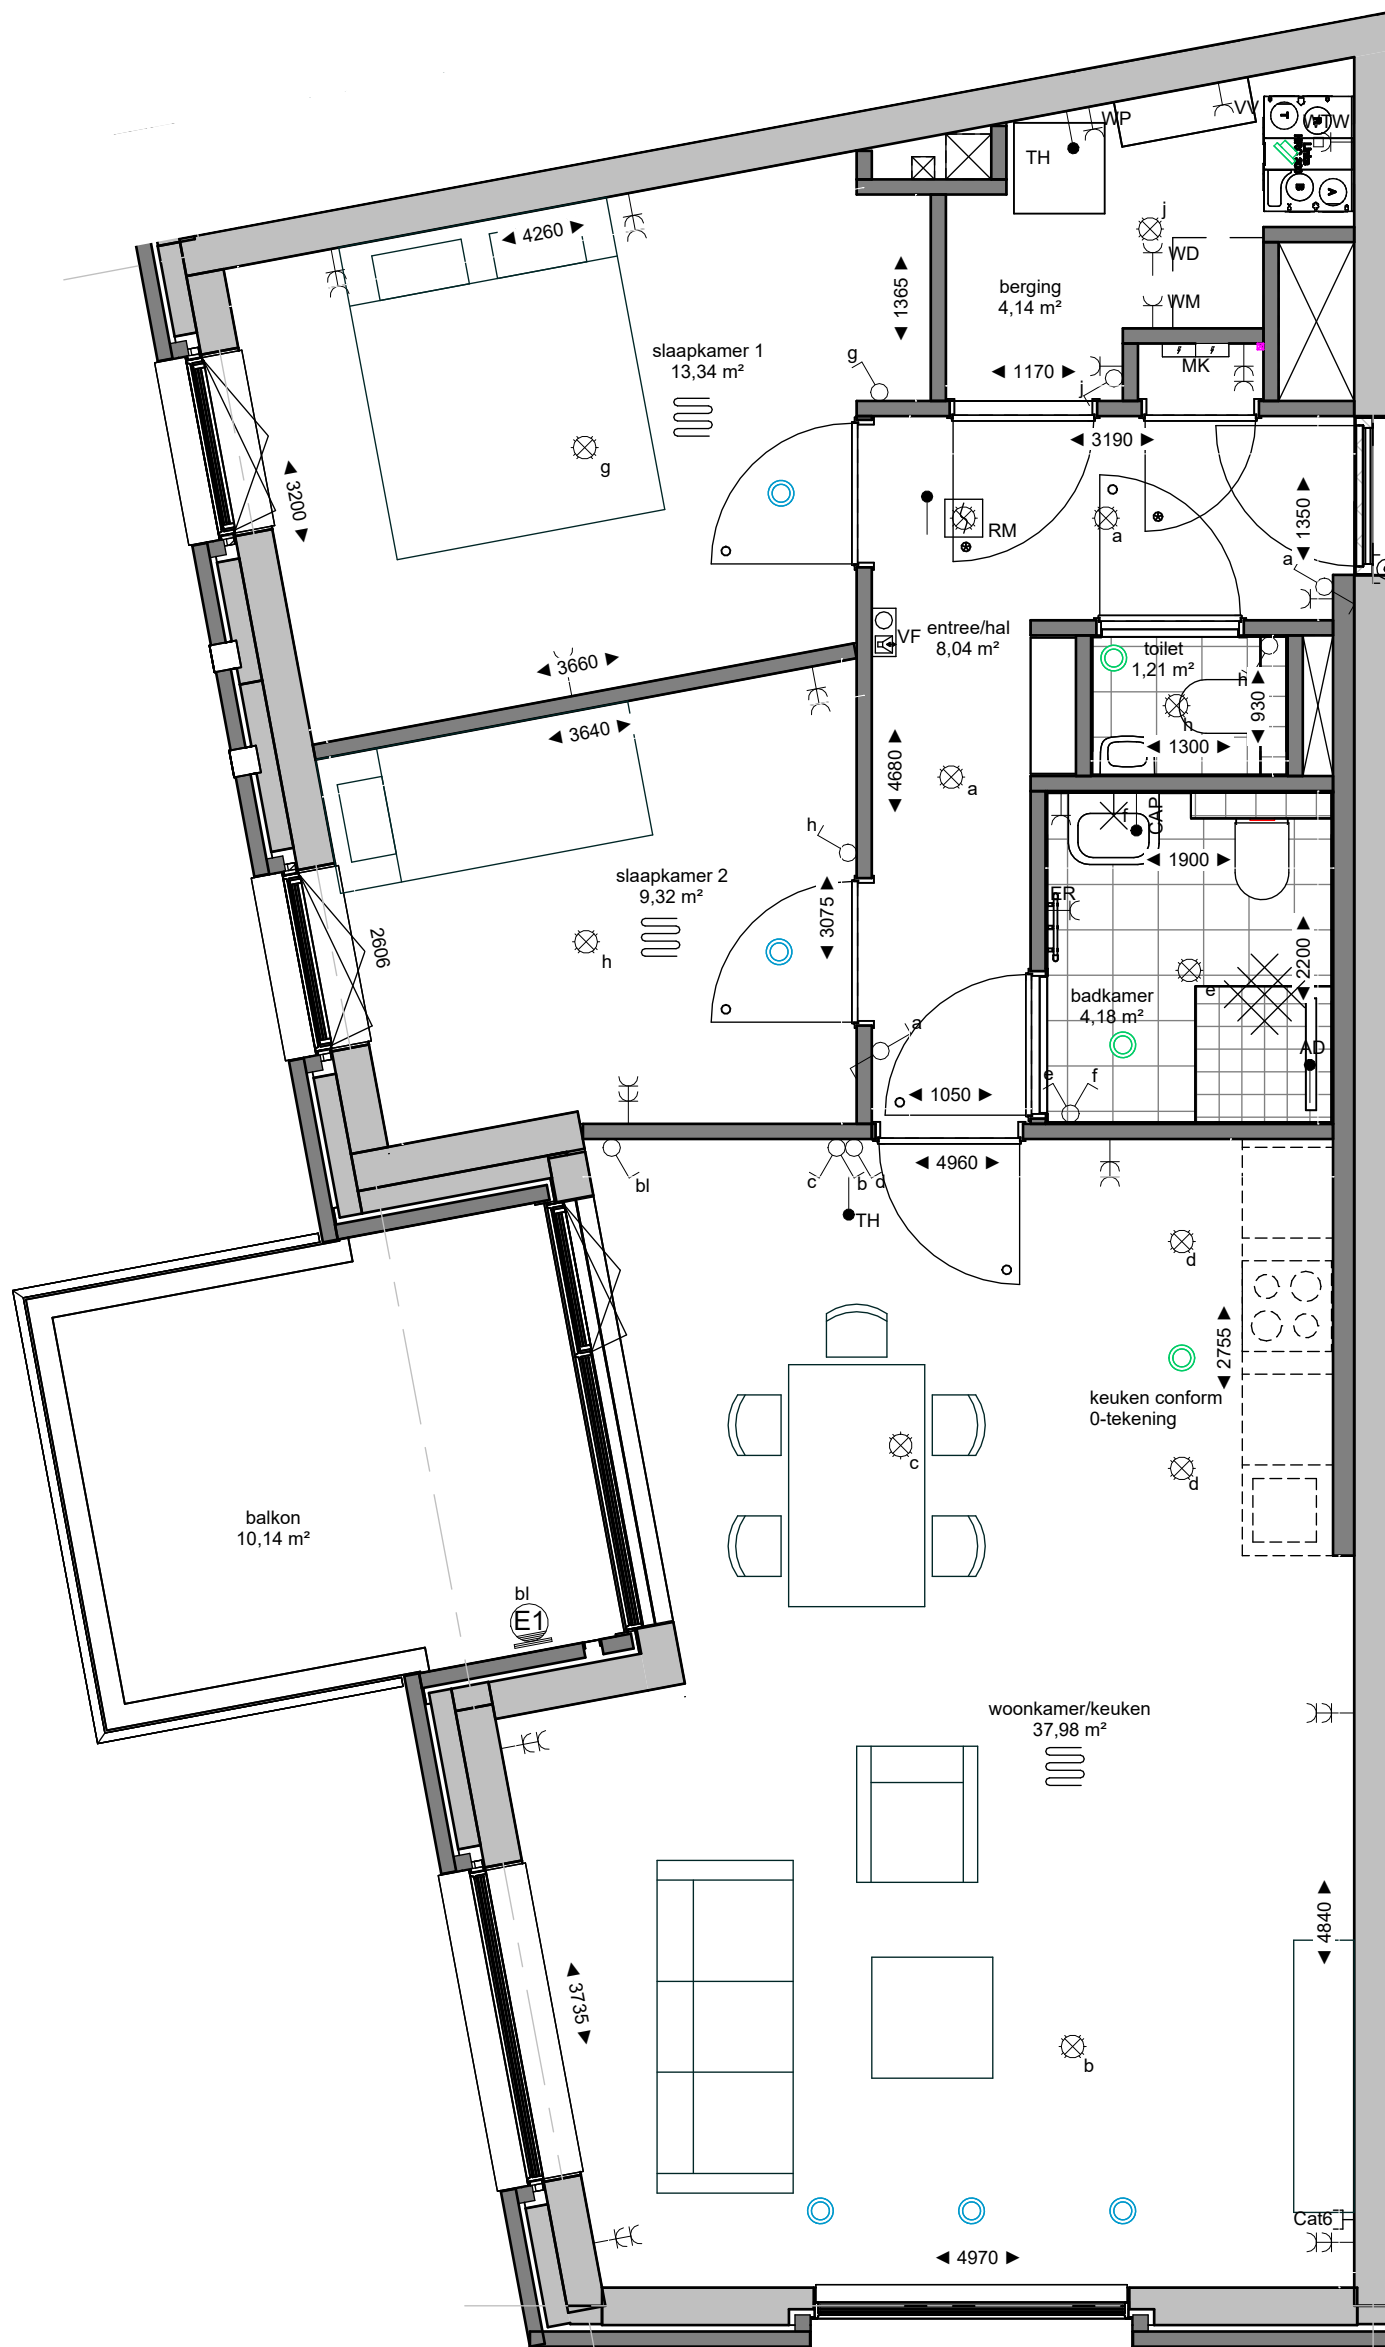 VV
WTW
WP
TH
4260
j
WD
berging
4,14 m²
WM
1365
slaapkamer 1
13,34 m²
g
1170
j
MK
3190
g
3200
RM
a
1350
a
VF
entree/hal
8,04 m²
toilet
1,21 m²
3660
h
930
h
3640
1300
4680
a
f
CAP
h
1900
slaapkamer 2
9,32 m²
ER
3075
2606
h
2200
e
badkamer
4,18 m²
a
AD
e
f
1050
4960
bl
c
b
d
TH
d
2755
keuken conform
0-tekening
c
d
balkon
10,14 m²
bl
E1
woonkamer/keuken
37,98 m²
4840
3735
b
Cat6
4970